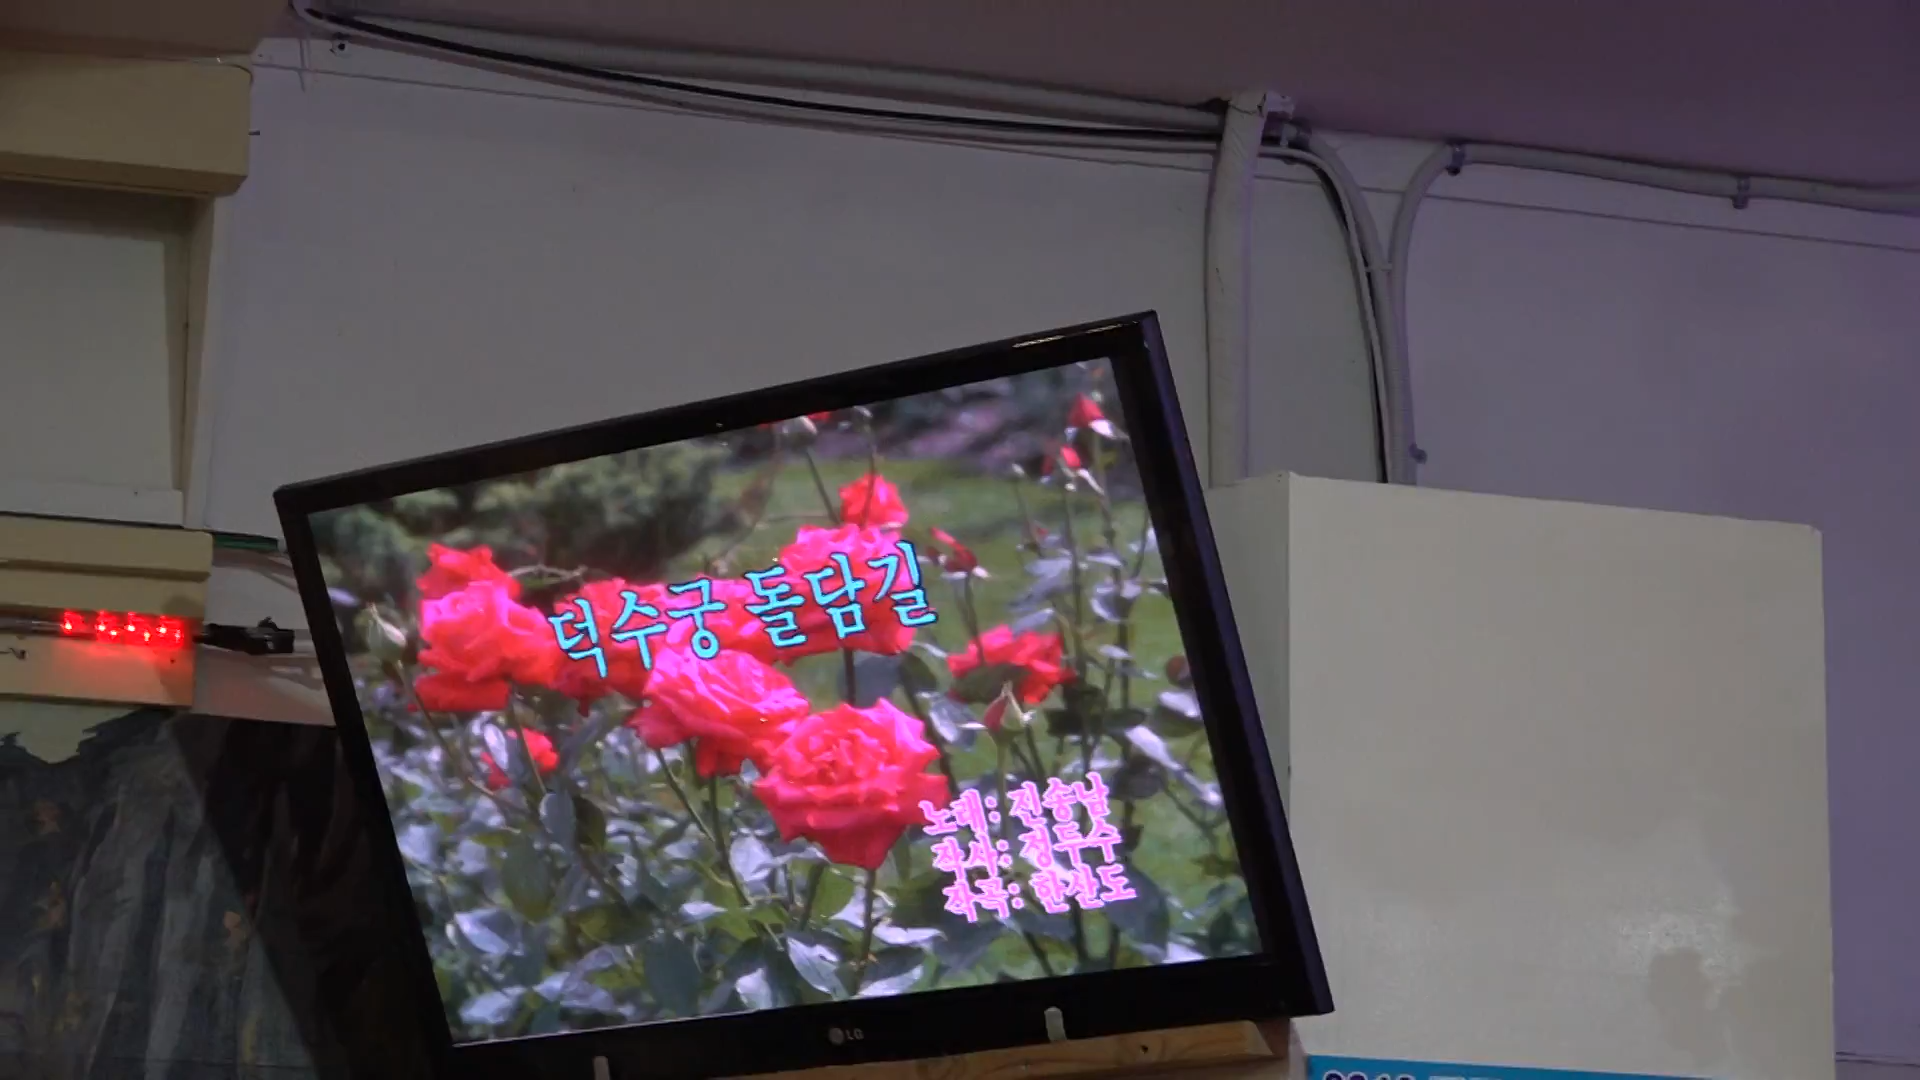 덕수궁 돌담길
노래: 진송남
작사: 정두수
작곡: 한산도
LG